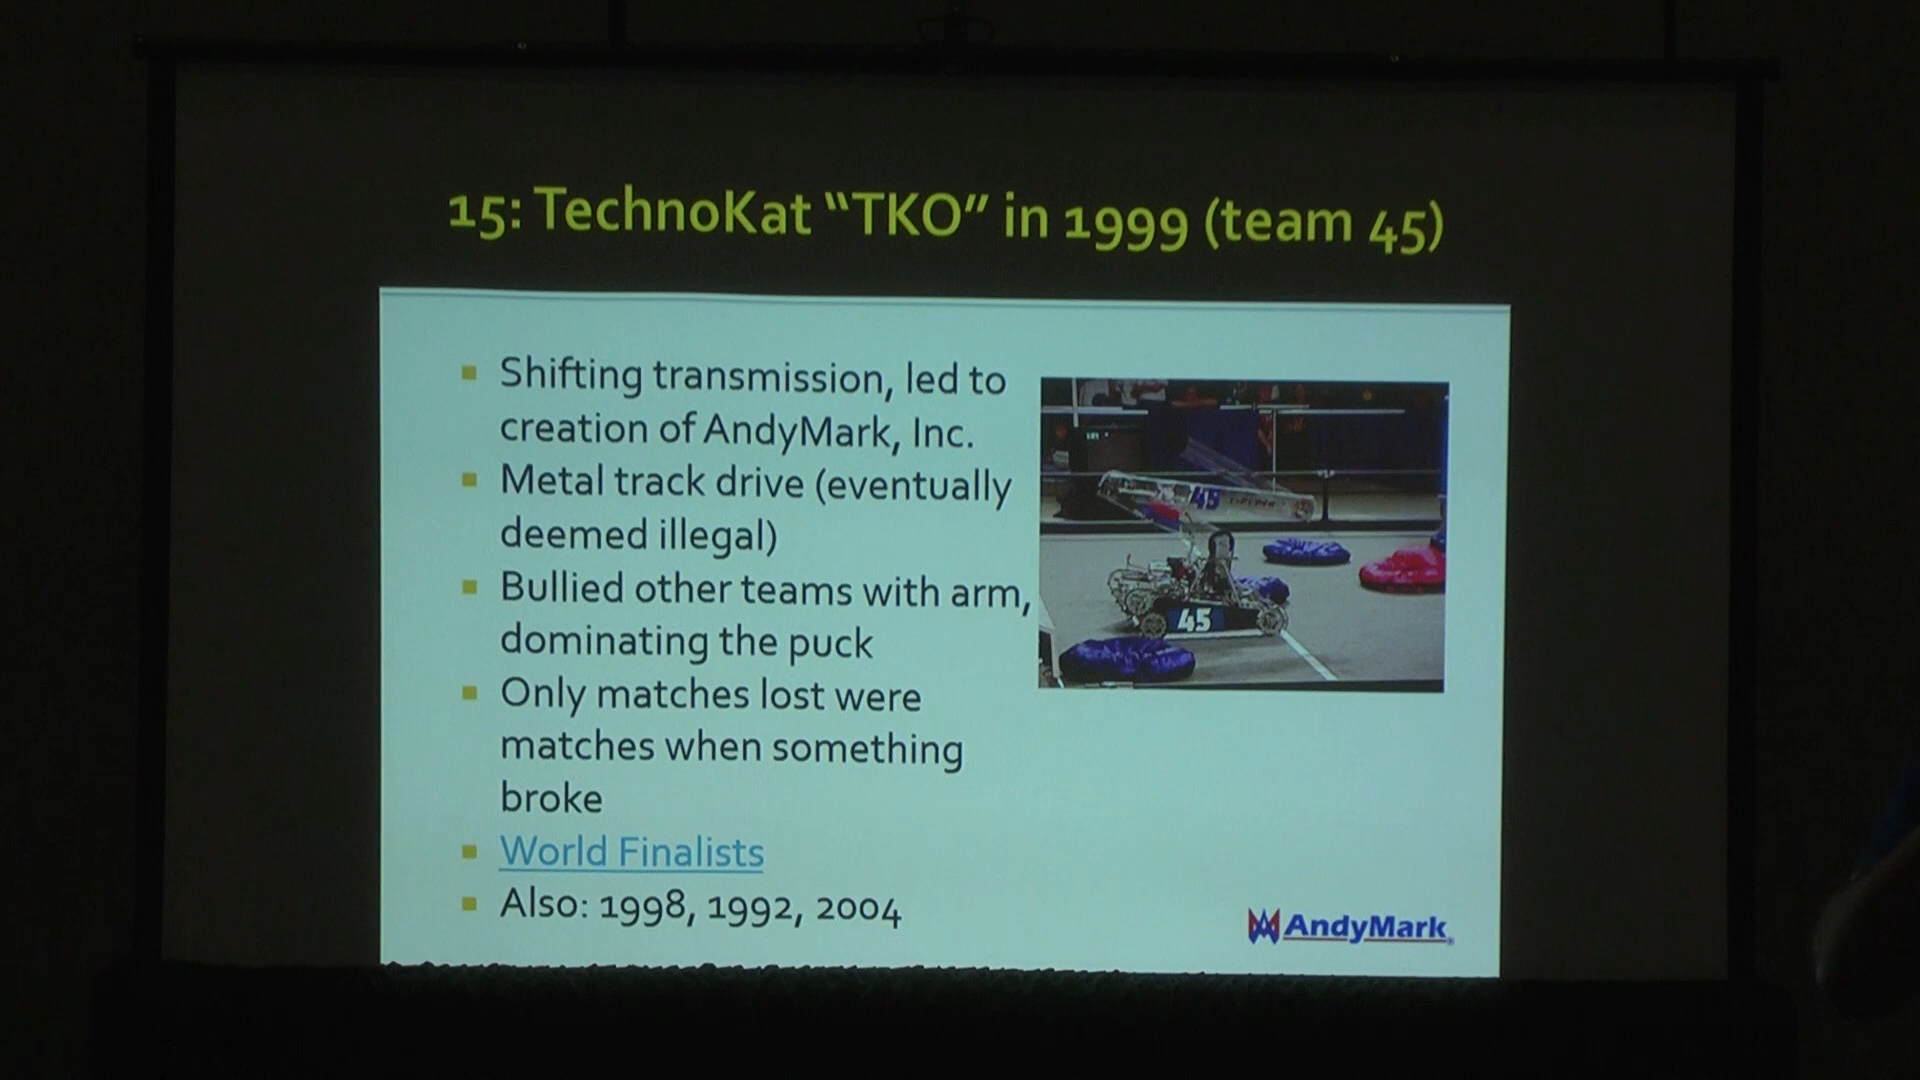 15: TechnoKat “TKO” in 1999 (team 45)
Shifting transmission, led to
creation of AndyMark, Inc.
Metal track drive (eventually
deemed illegal)
Bullied other teams with arm,
dominating the puck
Only matches lost were
matches when something
broke
World Finalists
Also: 1998, 1992, 2004
45
45
AndyMark